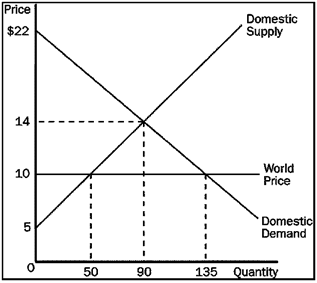 Price
Domestic
Supply
$22
14
10
World
Price
5
Domestic
Demand
0
50
90
135
Quantity